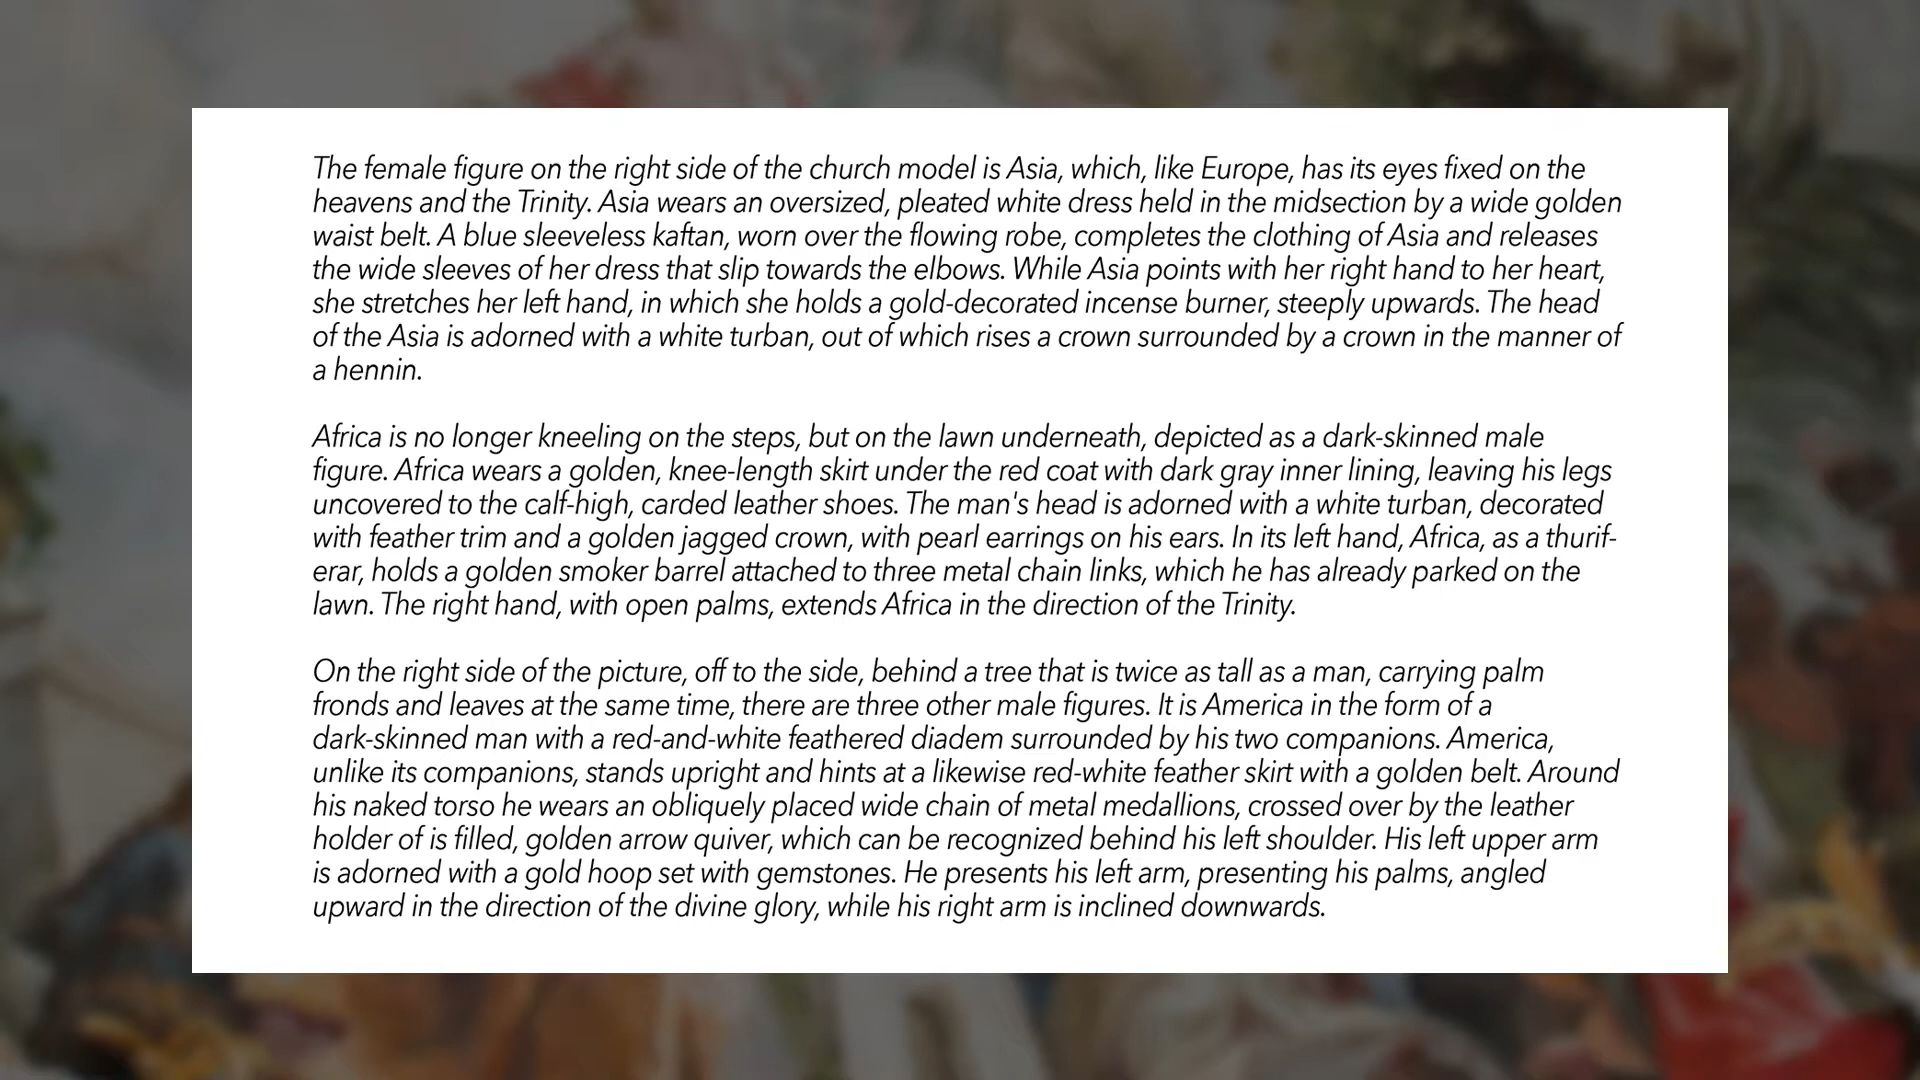 The female figure on the right side of the church model is Asia, which, like Europe, has its eyes fixed on the
heavens and the Trinity. Asia wears an oversized, pleated white dress held in the midsection by a wide golden
waist belt. A blue sleeveless kaftan, worn over the flowing robe, completes the clothing of Asia and releases
the wide sleeves of her dress that slip towards the elbows. While Asia points with her right hand to her heart,
she stretches her left hand, in which she holds a gold-decorated incense burner, steeply upwards. The head
of the Asia is adorned with a white turban, out of which rises a crown surrounded by a crown in the manner of
a hennin.

Africa is no longer kneeling on the steps, but on the lawn underneath, depicted as a dark-skinned male
figure. Africa wears a golden, knee-length skirt under the red coat with dark gray inner lining, leaving his legs
uncovered to the calf-high, carded leather shoes. The man's head is adorned with a white turban, decorated
with feather trim and a golden jagged crown, with pearl earrings on his ears. In its left hand, Africa, as a thurif-
erar, holds a golden smoker barrel attached to three metal chain links, which he has already parked on the
lawn. The right hand, with open palms, extends Africa in the direction of the Trinity.

On the right side of the picture, off to the side, behind a tree that is twice as tall as a man, carrying palm
fronds and leaves at the same time, there are three other male figures. It is America in the form of a
dark-skinned man with a red-and-white feathered diadem surrounded by his two companions. America,
unlike its companions, stands upright and hints at a likewise red-white feather skirt with a golden belt. Around
his naked torso he wears an obliquely placed wide chain of metal medallions, crossed over by the leather
holder of is filled, golden arrow quiver, which can be recognized behind his left shoulder. His left upper arm
is adorned with a gold hoop set with gemstones. He presents his left arm, presenting his palms, angled
upward in the direction of the divine glory, while his right arm is inclined downwards.